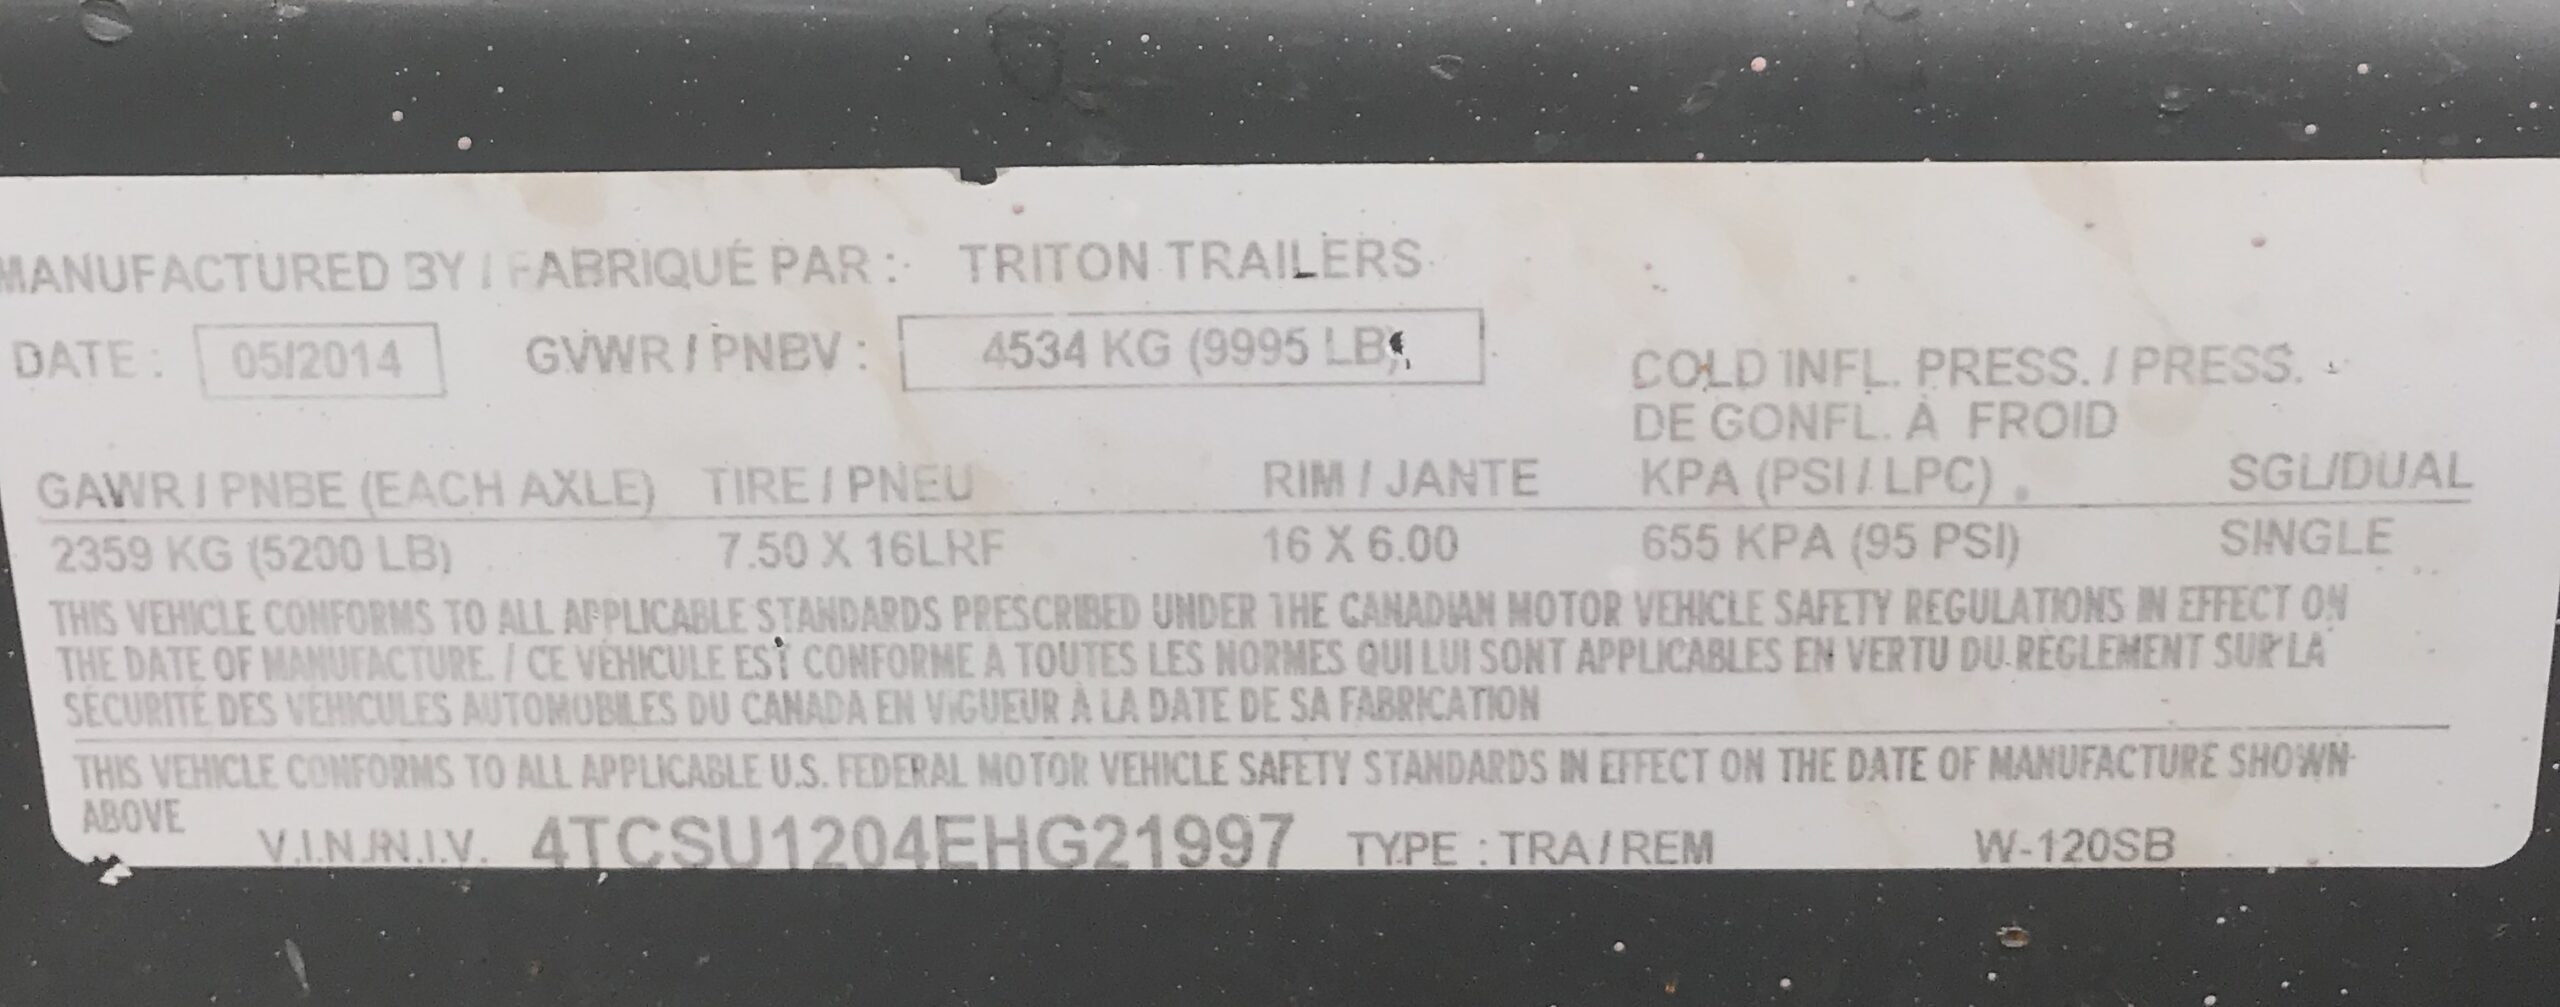 MANUFACTURED BY / FABRIQUÉ PAR : TRITON TRAILERS
DATE : 05/2014 GVWR / PNBV : 4534 KG (9995 LB)
COLD INFL. PRESS. / PRESS.
DE GONFL. À FROID
GAWR / PNBE (EACH AXLE) TIRE / PNEU RIM / JANTE KPA (PSI / LPC) SGL/DUAL
2359 KG (5200 LB) 7.50 X 16LRF 16 X 6.00 655 KPA (95 PSI) SINGLE
THIS VEHICLE CONFORMS TO ALL APPLICABLE STANDARDS PRESCRIBED UNDER THE CANADIAN MOTOR VEHICLE SAFETY REGULATIONS IN EFFECT ON
THE DATE OF MANUFACTURE. / CE VÉHICULE EST CONFORME À TOUTES LES NORMES QUI LUI SONT APPLICABLES EN VERTU DU RÈGLEMENT SUR LA
SÉCURITÉ DES VÉHICULES AUTOMOBILES DU CANADA EN VIGUEUR À LA DATE DE SA FABRICATION
THIS VEHICLE CONFORMS TO ALL APPLICABLE U.S. FEDERAL MOTOR VEHICLE SAFETY STANDARDS IN EFFECT ON THE DATE OF MANUFACTURE SHOWN
ABOVE
V.I.N./N.I.V. 4TCSU1204EHG21997 TYPE : TRA / REM W-120SB